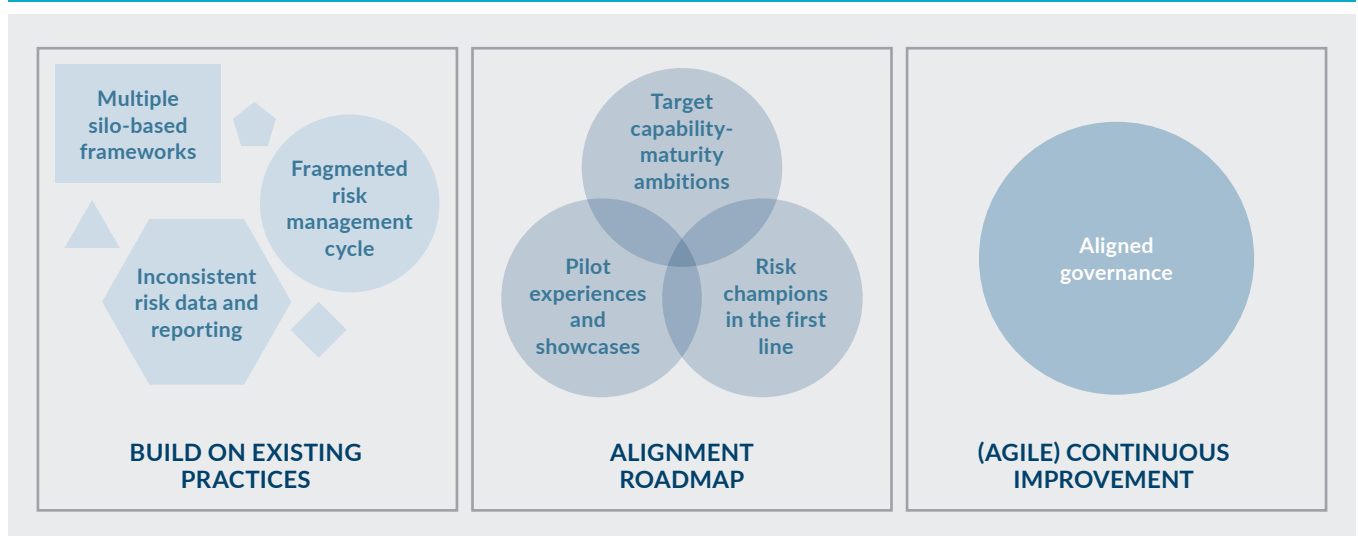 Multiple
silo-based
frameworks
Fragmented
risk
management
cycle
Inconsistent
risk data and
reporting
BUILD ON EXISTING
PRACTICES
Target
capability-
maturity
ambitions
Pilot
experiences
and
showcases
Risk
champions
in the first
line
ALIGNMENT
ROADMAP
Aligned
governance
(AGILE) CONTINUOUS
IMPROVEMENT